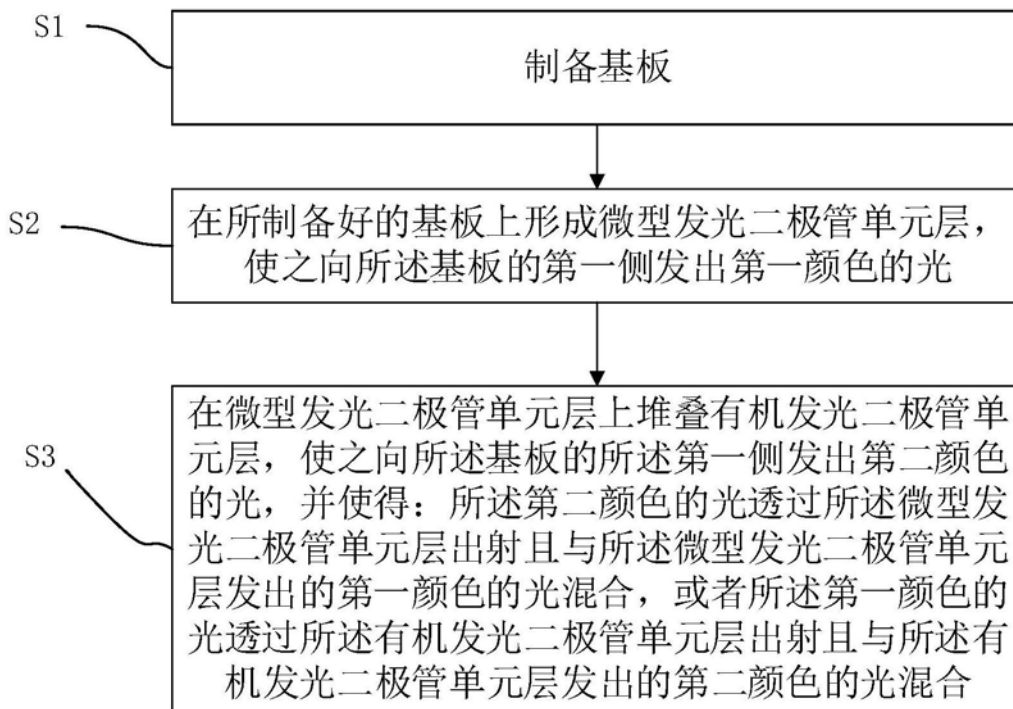 S1
制备基板
S2
在所制备好的基板上形成微型发光二极管单元层，
使之向所述基板的第一侧发出第一颜色的光
S3
在微型发光二极管单元层上堆叠有机发光二极管单
元层，使之向所述基板的所述第一侧发出第二颜色
的光，并使得：所述第二颜色的光透过所述微型发
光二极管单元层出射且与所述微型发光二极管单元
层发出的第一颜色的光混合，或者所述第一颜色的
光透过所述有机发光二极管单元层出射且与所述有
机发光二极管单元层发出的第二颜色的光混合